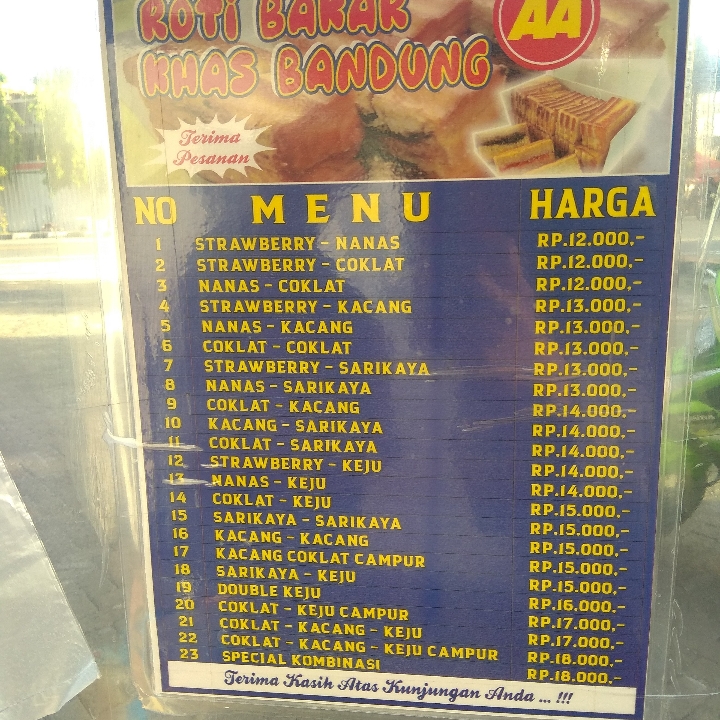 ROTI BAKAR
KHAS BANDUNG
AA
Terima
Pesanan
NO MENU HARGA
1 STRAWBERRY - NANAS RP.12.000,-
2 STRAWBERRY - COKLAT RP.12.000,-
3 NANAS - COKLAT RP.12.000,-
4 STRAWBERRY - KACANG RP.13.000,-
5 NANAS - KACANG RP.13.000,-
6 COKLAT - COKLAT RP.13.000,-
7 STRAWBERRY - SARIKAYA RP.13.000,-
8 NANAS - SARIKAYA RP.13.000,-
9 COKLAT - KACANG RP.14.000,-
10 KACANG - SARIKAYA RP.14.000,-
11 COKLAT - SARIKAYA RP.14.000,-
12 STRAWBERRY - KEJU RP.14.000,-
13 NANAS - KEJU RP.14.000,-
14 COKLAT - KEJU RP.15.000,-
15 SARIKAYA - SARIKAYA RP.15.000,-
16 KACANG - KACANG RP.15.000,-
17 KACANG COKLAT CAMPUR RP.15.000,-
18 SARIKAYA - KEJU RP.15.000,-
19 DOUBLE KEJU RP.16.000,-
20 COKLAT - KEJU CAMPUR RP.17.000,-
21 COKLAT - KACANG - KEJU RP.17.000,-
22 COKLAT - KACANG - KEJU CAMPUR RP.18.000,-
23 SPECIAL KOMBINASI RP.18.000,-
Terima Kasih Atas Kunjungan Anda ... !!!